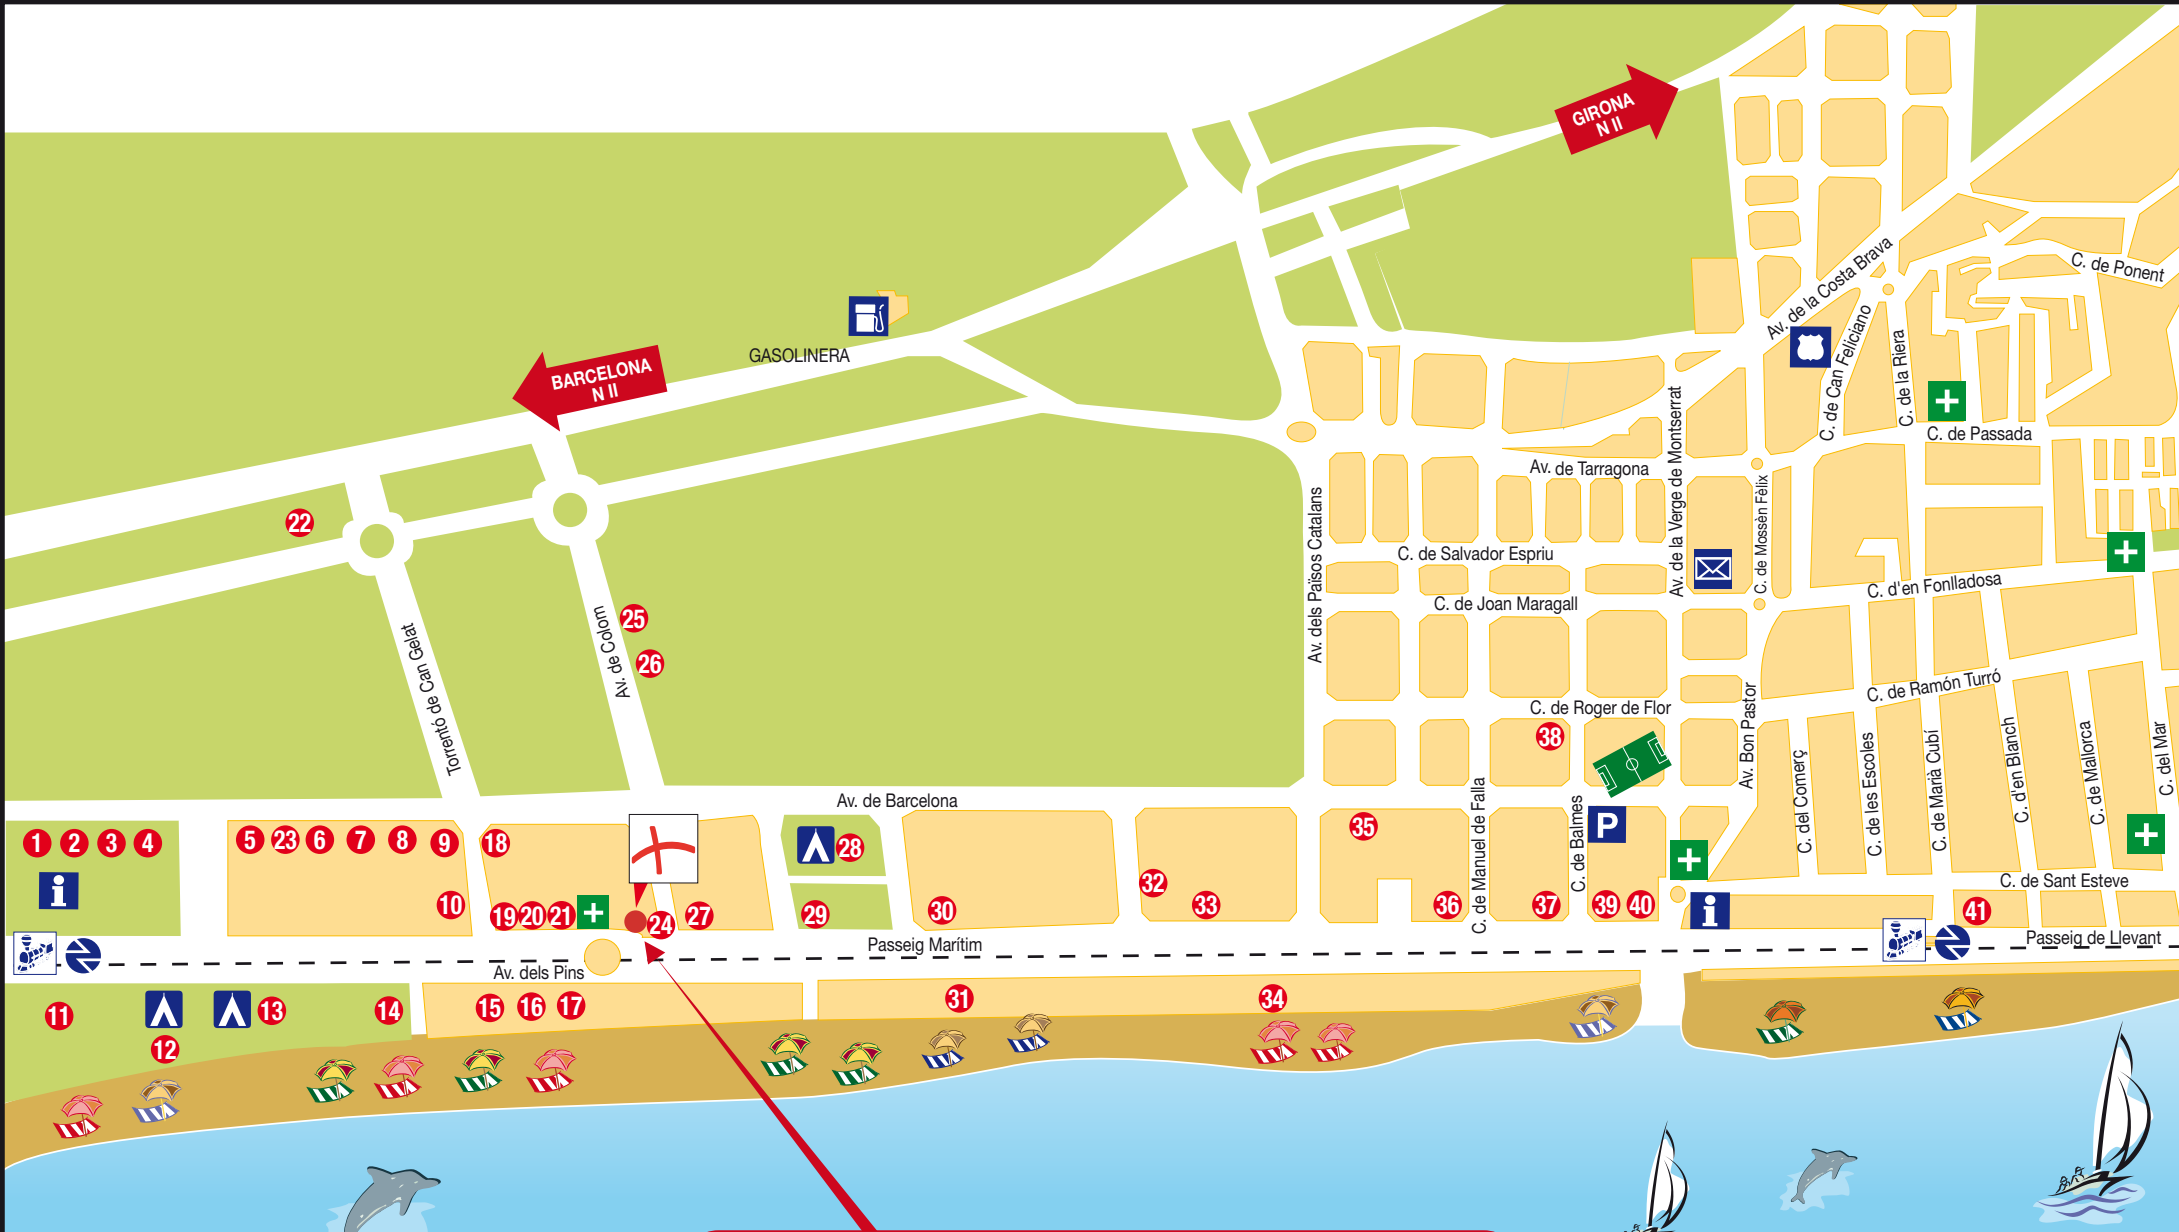 GIRONA
N II
BARCELONA
N II
GASOLINERA
Av. de la Costa Brava
C. de Ponent
C. de Can Feliciano
C. de la Riera
C. de Passada
Av. de Tarragona
Av. de la Verge de Montserrat
C. de Mossèn Fèlix
Av. dels Països Catalans
C. de Salvador Espriu
C. de Joan Maragall
C. d'en Fonlladosa
C. de Ramón Turró
C. de Roger de Flor
Av. Bon Pastor
C. del Comerç
C. de les Escoles
C. de Marià Cubí
C. d'en Blanch
C. de Mallorca
C. del Mar
C. de Manuel de Falla
C. de Balmes
P
C. de Sant Esteve
Passeig de Llevant
Torrentó de Can Gelat
Av. de Colom
Av. de Barcelona
Passeig Marítim
Av. dels Pins
22
25
26
38
1 2 3 4
5 23 6 7 8 9
18
28
35
10
19 20 21
24
27
29
30
32
33
36
37
39 40
41
i
i
11
12
13
14
15 16 17
31
34